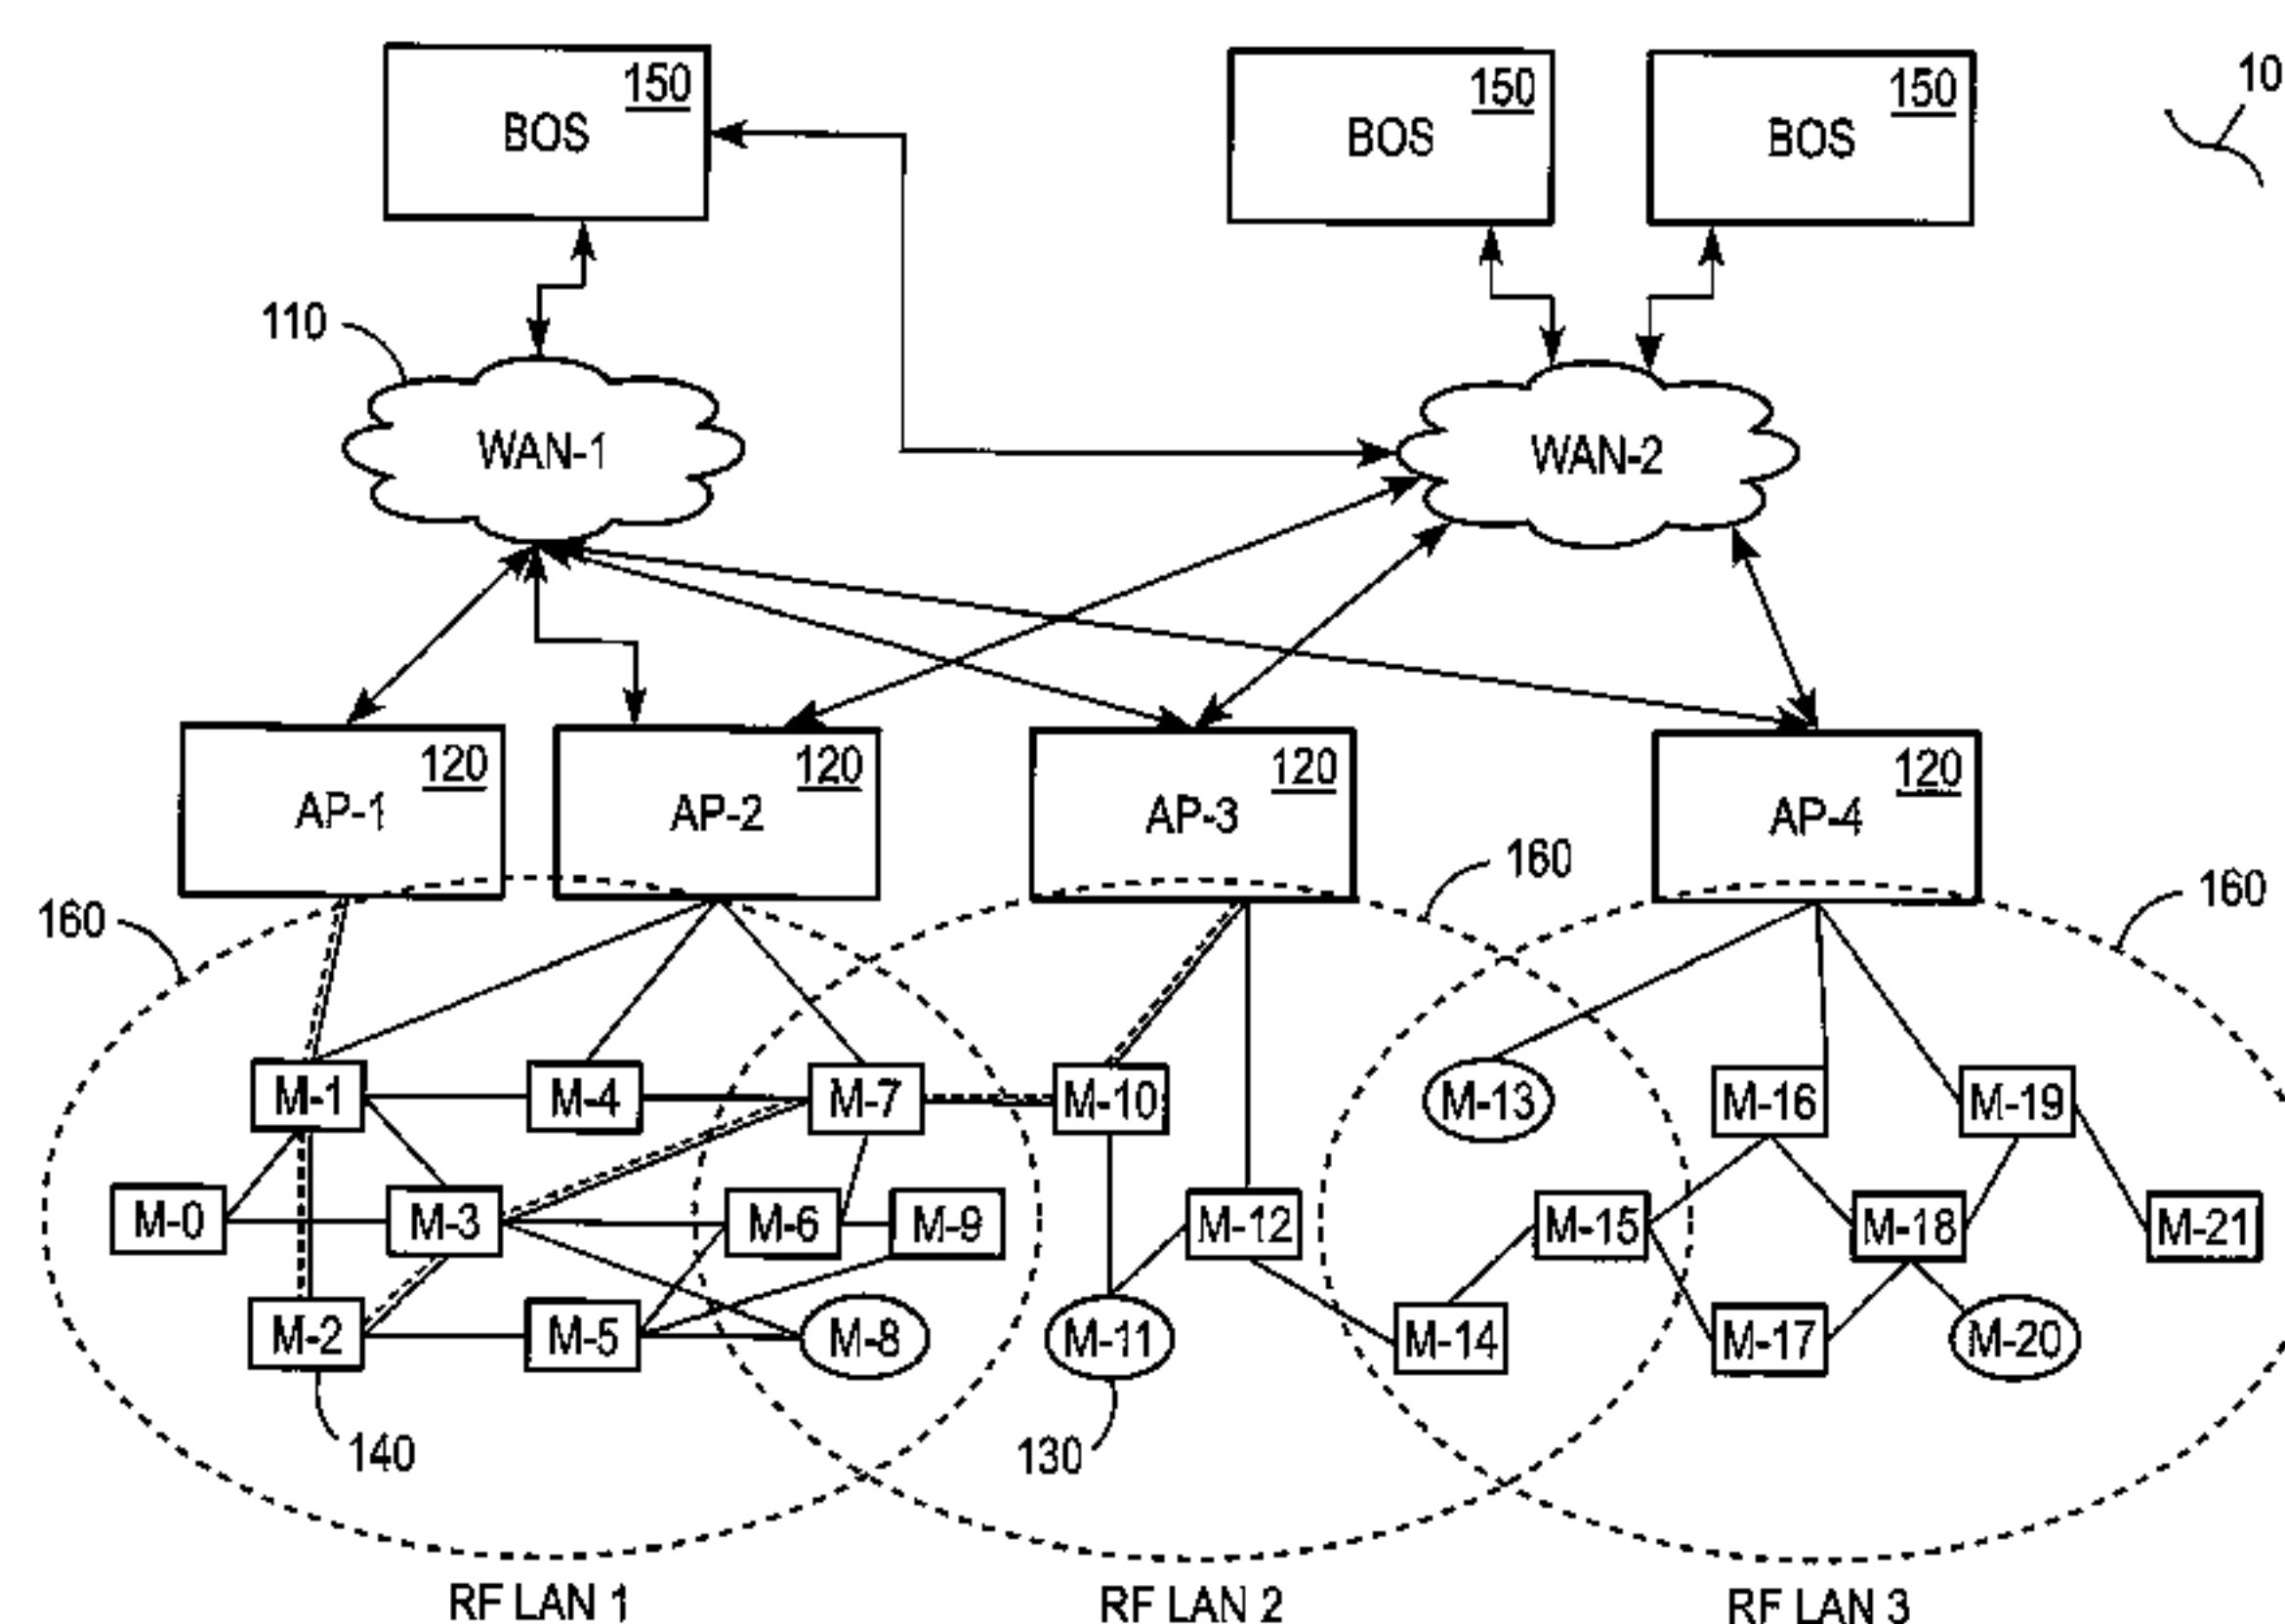 150
BOS
150
BOS
150
BOS
10
110
WAN-1
WAN-2
120
AP-1
120
AP-2
120
AP-3
120
AP-4
160
160
160
M-1
M-4
M-7
M-10
M-13
M-16
M-19
M-0
M-3
M-6
M-9
M-12
M-15
M-18
M-21
M-2
M-5
M-8
M-11
M-14
M-17
M-20
140
130
RF LAN 1
RF LAN 2
RF LAN 3